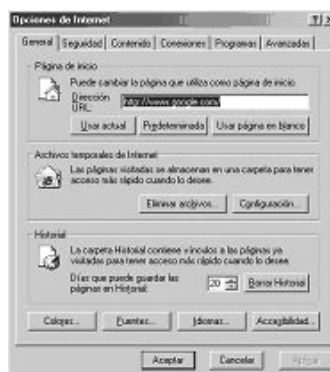 Opciones de Internet
General Seguridad Contenido Conexiones Programas Avanzadas
Página de inicio
Puede cambiar la página que utiliza como página de inicio.
Dirección URL: http://www.google.com/
Usar actual Predeterminada Usar página en blanco
Archivos temporales de Internet
Las páginas visitadas se almacenan en una carpeta para tener
acceso más rápido cuando lo desee.
Eliminar archivos... Configuración...
Historial
La carpeta Historial contiene vínculos a las páginas ya
visitadas para tener acceso más rápido cuando lo desee.
Días que puede guardar las
páginas en Historial: 20 Borrar Historial
Colores... Fuentes... Idiomas... Accesibilidad...
Aceptar Cancelar Aplicar